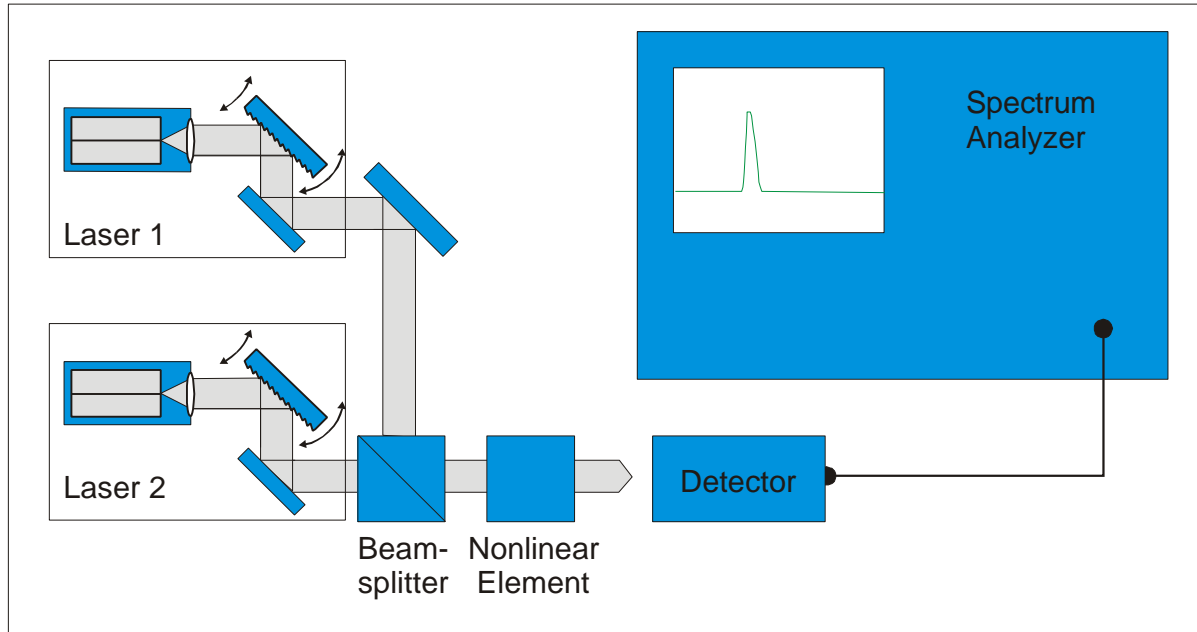 Spectrum
Analyzer
Laser 1
Laser 2
Detector
Beam-
splitter
Nonlinear
Element